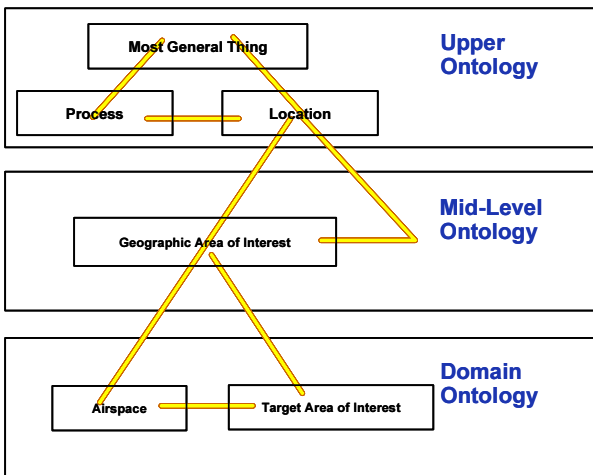 Upper
Ontology
Most General Thing
Process
Location
Mid-Level
Ontology
Geographic Area of Interest
Domain
Ontology
Airspace
Target Area of Interest